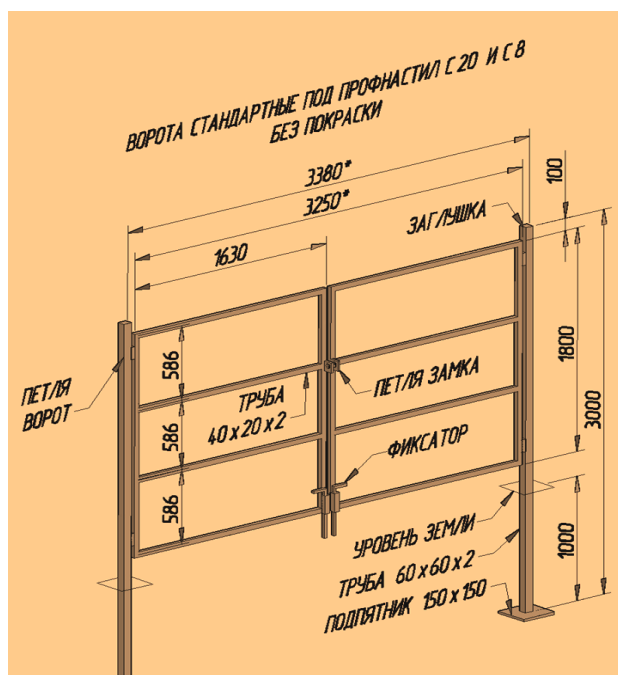 ВОРОТА СТАНДАРТНЫЕ ПОД ПРОФНАСТИЛ С 20 И С 8
БЕЗ ПОКРАСКИ
3380*
3250*
1630
100
ЗАГЛУШКА
586
586
586
1800
3000
1000
ПЕТЛЯ
ВОРОТ
ТРУБА
40 х 20 х 2
ПЕТЛЯ ЗАМКА
ФИКСАТОР
УРОВЕНЬ ЗЕМЛИ
ТРУБА 60 х 60 х 2
ПОДПЯТНИК 150 х 150